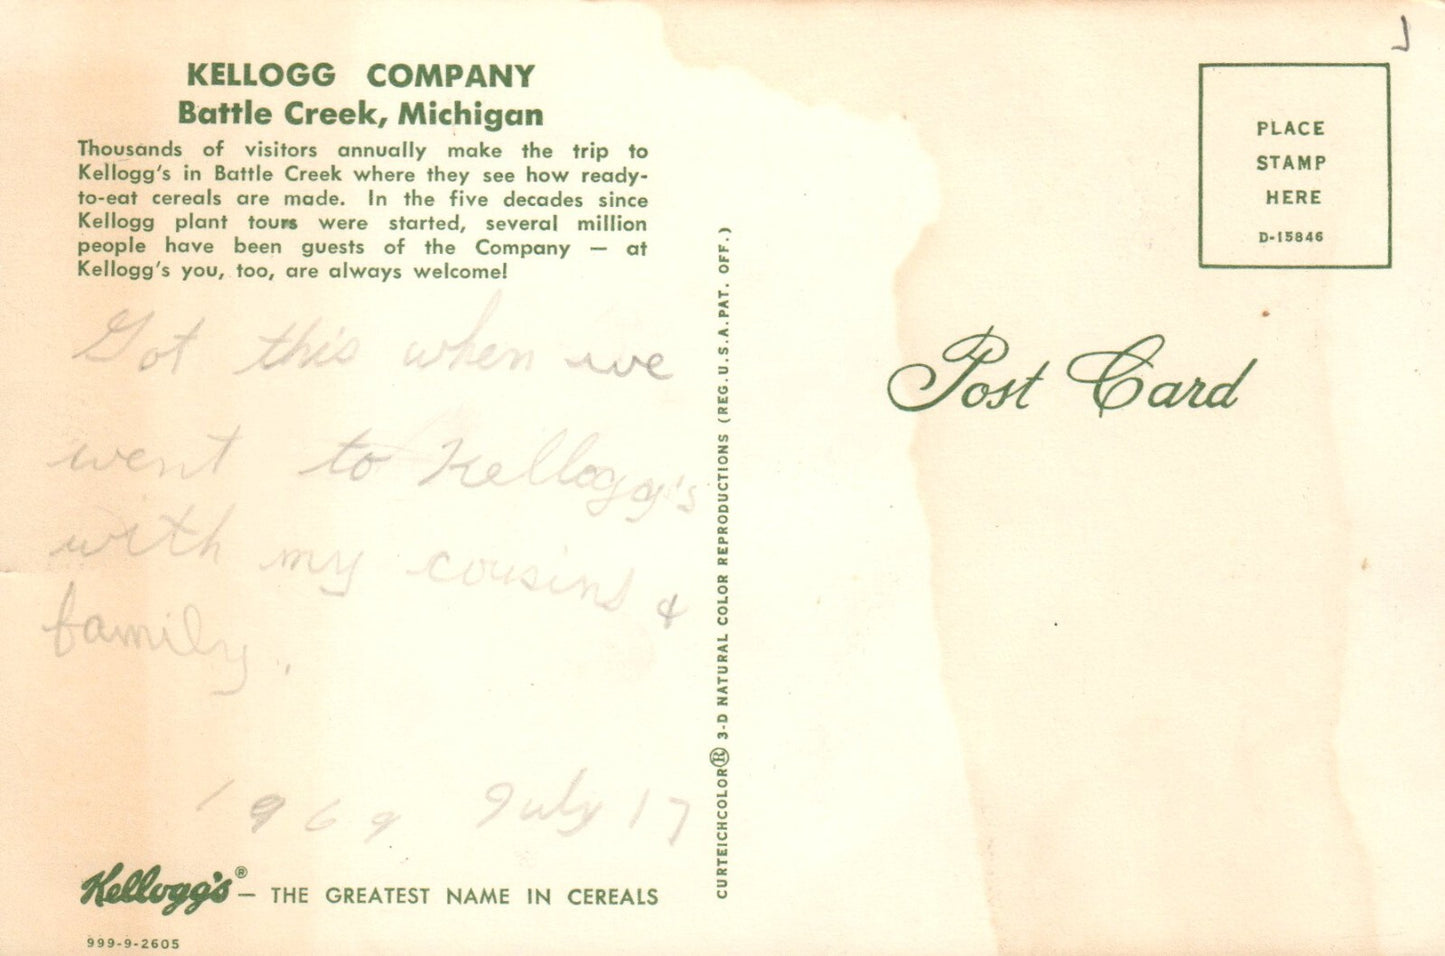 KELLOGG COMPANY
Battle Creek, Michigan
Thousands of visitors annually make the trip to
Kellogg's in Battle Creek where they see how ready-
to-eat cereals are made. In the five decades since
Kellogg plant tours were started, several million
people have been guests of the Company — at
Kellogg's you, too, are always welcome!
Got this when we
went to Kellogg's
with my cousins &
family.
1969 July 17
Kellogg's® — THE GREATEST NAME IN CEREALS
999-9-2605
CURTEICHCOLOR® 3-D NATURAL COLOR REPRODUCTIONS (REG. U.S.A. PAT. OFF.)
PLACE
STAMP
HERE
D-15846
Post Card